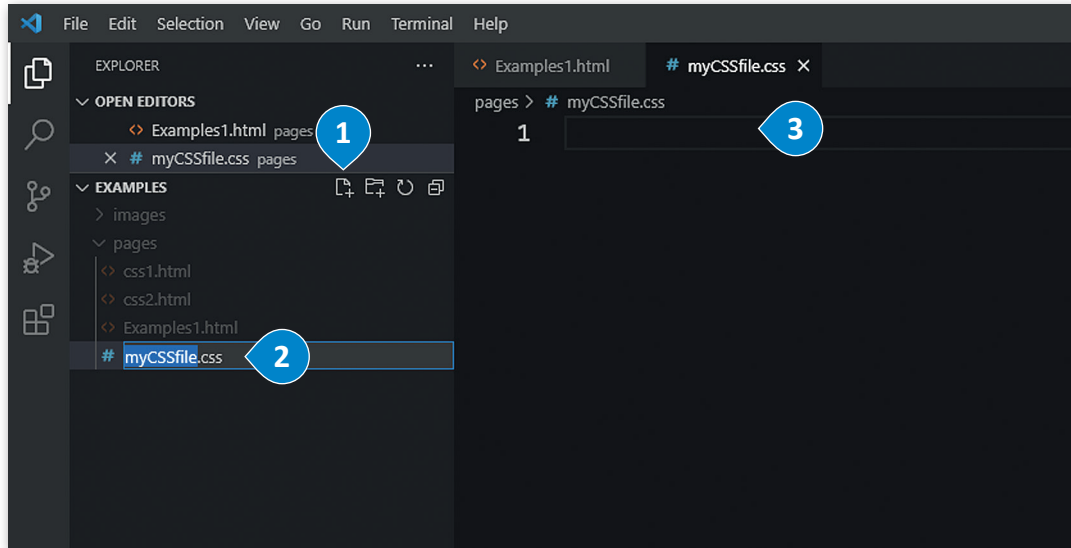 File Edit Selection View Go Run Terminal Help
EXPLORER ...
OPEN EDITORS
Examples1.html pages
myCSSfile.css pages
1
EXAMPLES
images
pages
css1.html
css2.html
Examples1.html
myCSSfile.css
2
Examples1.html # myCSSfile.css
pages > # myCSSfile.css
1
3